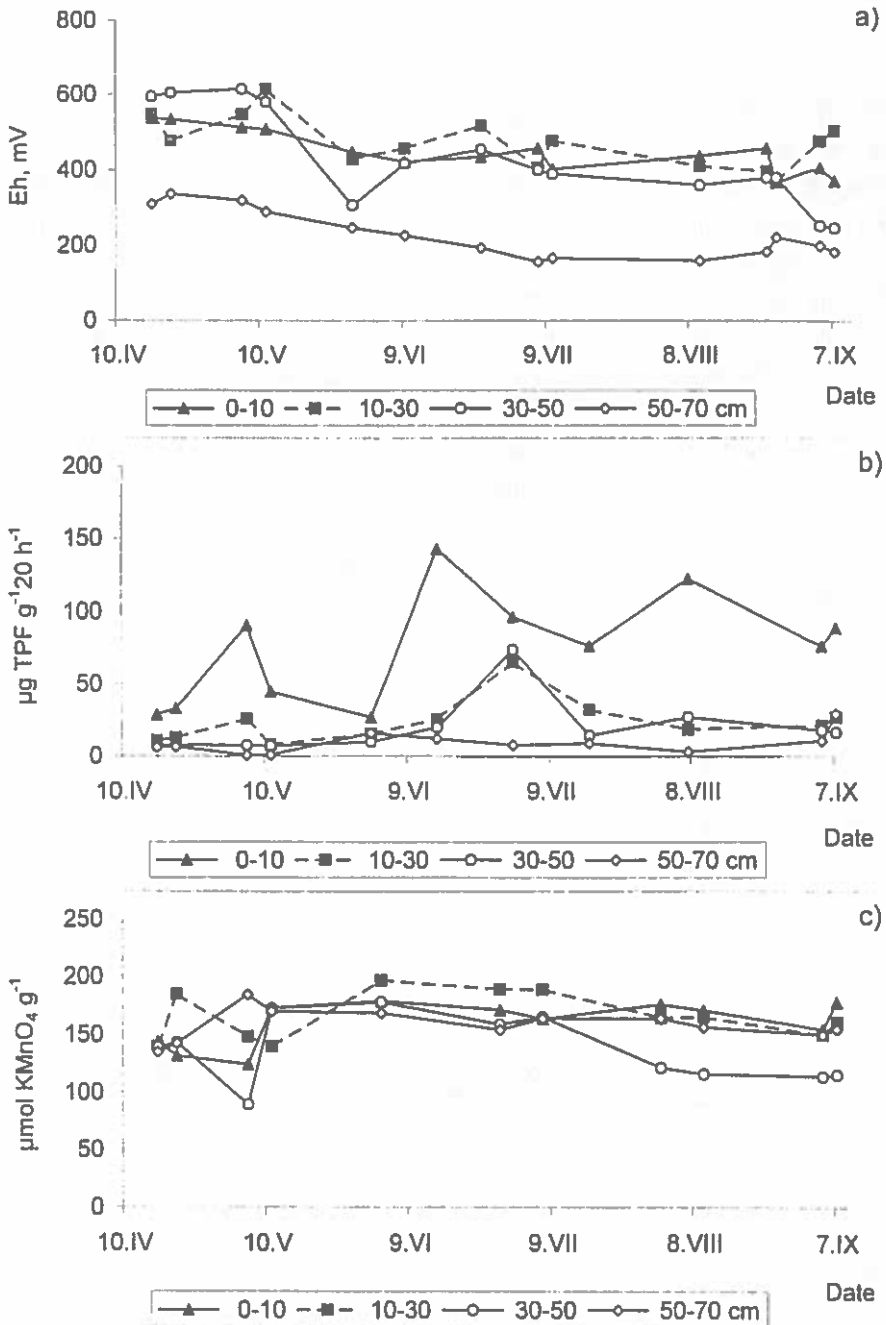 a)
800
600
400
200
0
Eh, mV
10.IV 10.V 9.VI 9.VII 8.VIII 7.IX
Date
0-10 10-30 30-50 50-70 cm
b)
200
150
100
50
0
µg TPF g⁻¹20 h⁻¹
10.IV 10.V 9.VI 9.VII 8.VIII 7.IX
Date
0-10 10-30 30-50 50-70 cm
c)
250
200
150
100
50
0
µmol KMnO₄ g⁻¹
10.IV 10.V 9.VI 9.VII 8.VIII 7.IX
Date
0-10 10-30 30-50 50-70 cm